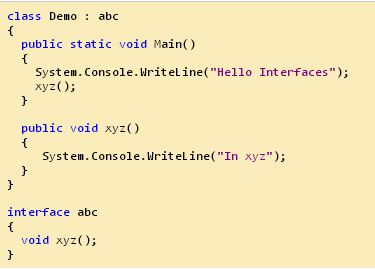 class Demo : abc
{
  public static void Main()
  {
    System.Console.WriteLine("Hello Interfaces");
    xyz();
  }

  public void xyz()
  {
     System.Console.WriteLine("In xyz");
  }
}

interface abc
{
  void xyz();
}